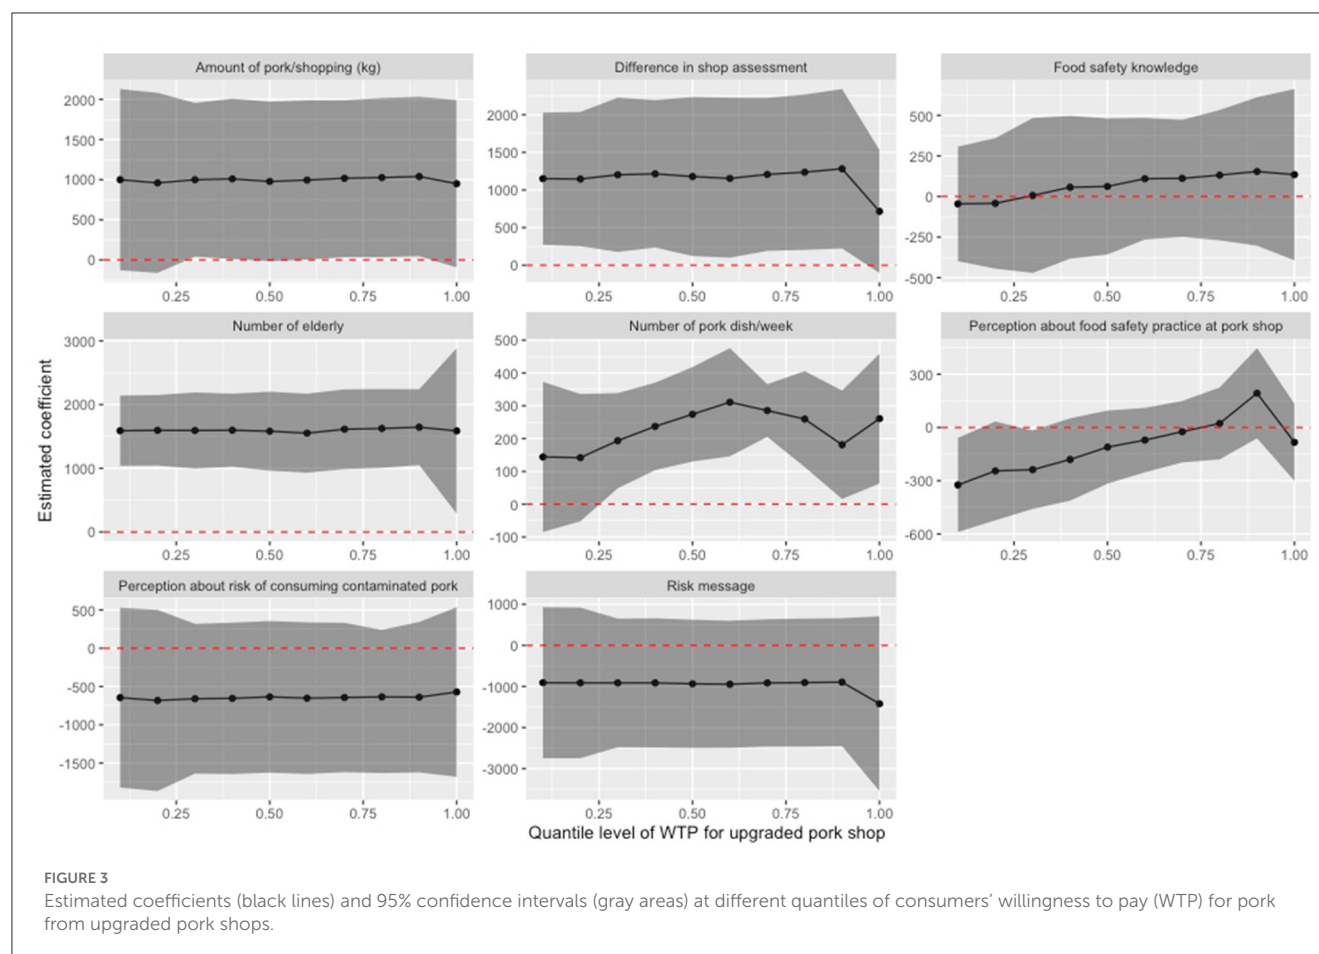 Amount of pork/shopping (kg)
2000
1500
1000
500
0
0.25 0.50 0.75 1.00
Difference in shop assessment
2000
1500
1000
500
0
0.25 0.50 0.75 1.00
Food safety knowledge
500
250
0
-250
-500
0.25 0.50 0.75 1.00
Estimated coefficient
Number of elderly
3000
2000
1000
0
0.25 0.50 0.75 1.00
Number of pork dish/week
500
400
300
200
100
0
-100
0.25 0.50 0.75 1.00
Perception about food safety practice at pork shop
300
0
-300
-600
0.25 0.50 0.75 1.00
Perception about risk of consuming contaminated pork
500
0
-500
-1000
-1500
0.25 0.50 0.75 1.00
Risk message
1000
0
-1000
-2000
-3000
0.25 0.50 0.75 1.00
Quantile level of WTP for upgraded pork shop
FIGURE 3
Estimated coefficients (black lines) and 95% confidence intervals (gray areas) at different quantiles of consumers' willingness to pay (WTP) for pork
from upgraded pork shops.